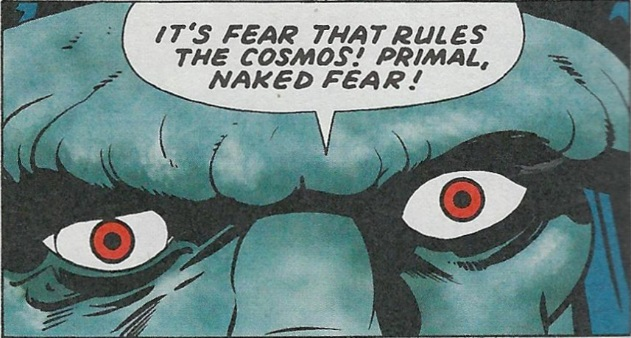 IT'S FEAR THAT RULES
THE COSMOS! PRIMAL,
NAKED FEAR!